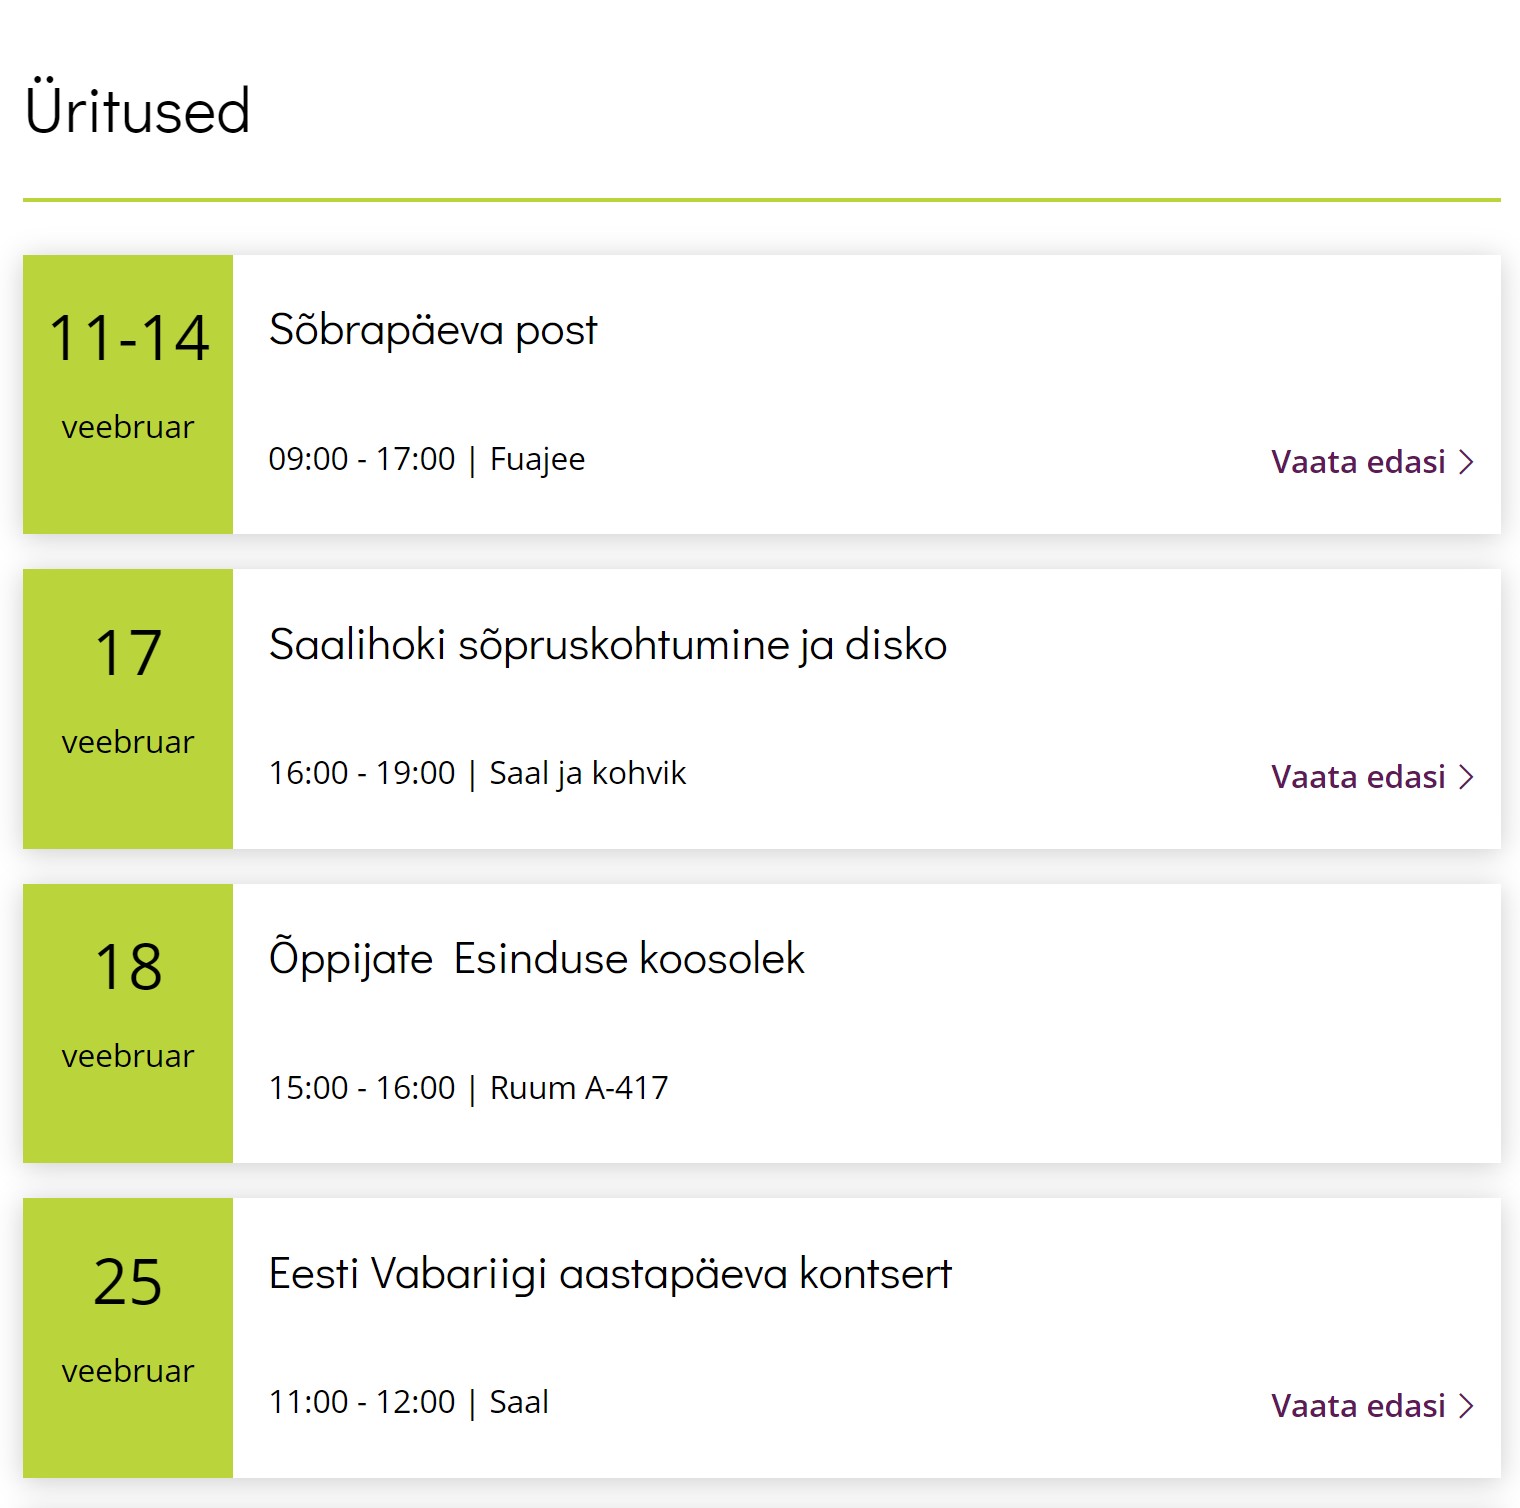 Üritused
11-14
veebruar
Sõbrapäeva post
09:00 - 17:00 | Fuajee
Vaata edasi
17
veebruar
Saalihoki sõpruskohtumine ja disko
16:00 - 19:00 | Saal ja kohvik
Vaata edasi
18
veebruar
Õppijate  Esinduse koosolek
15:00 - 16:00 | Ruum A-417
25
veebruar
Eesti Vabariigi aastapäeva kontsert
11:00 - 12:00 | Saal
Vaata edasi